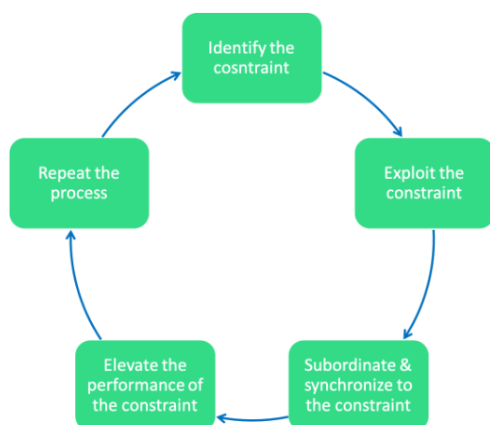 Identify the
cosntraint
Exploit the
constraint
Subordinate &
synchronize to
the constraint
Elevate the
performance of
the constraint
Repeat the
process